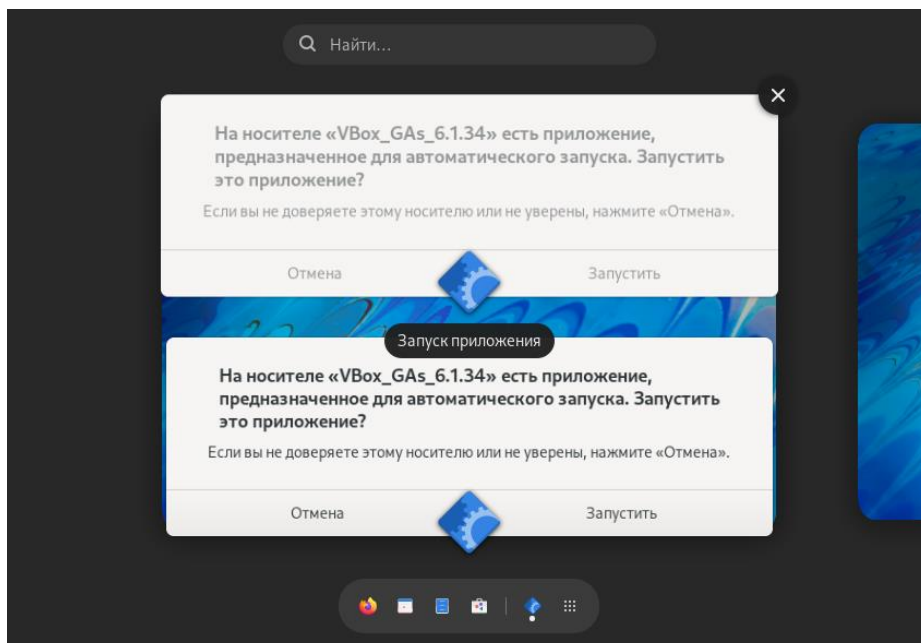 Найти...
На носителе «VBox_GAs_6.1.34» есть приложение,
предназначенное для автоматического запуска. Запустить
это приложение?
Если вы не доверяете этому носителю или не уверены, нажмите «Отмена».
Отмена
Запустить
Запуск приложения
На носителе «VBox_GAs_6.1.34» есть приложение,
предназначенное для автоматического запуска. Запустить
это приложение?
Если вы не доверяете этому носителю или не уверены, нажмите «Отмена».
Отмена
Запустить